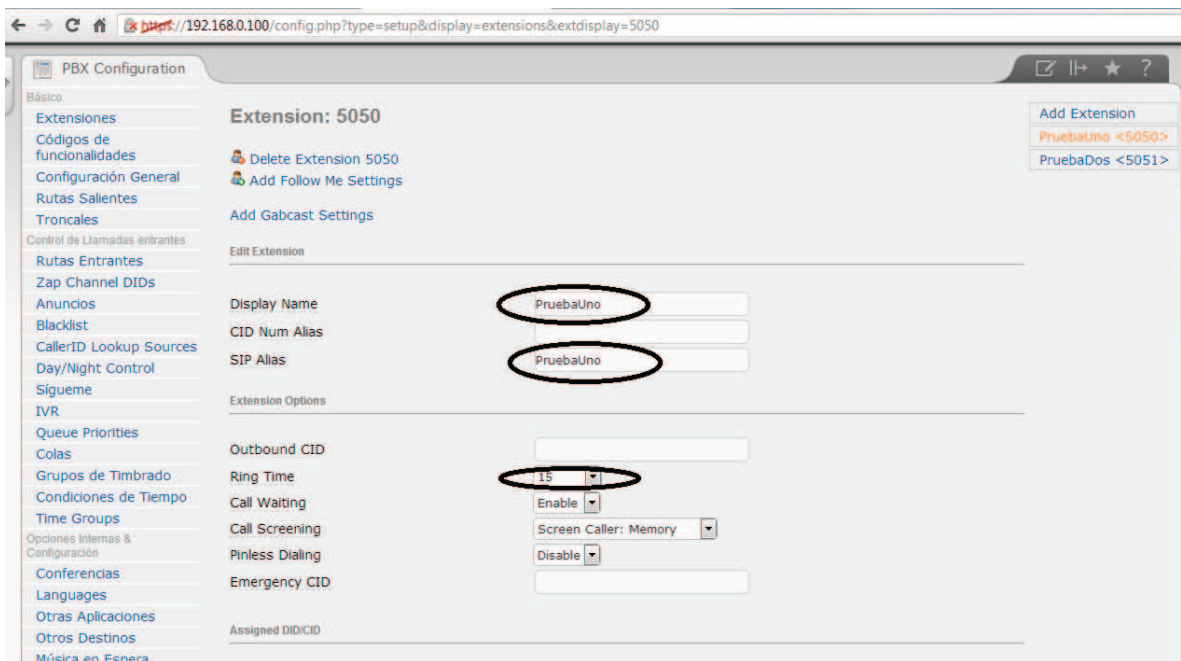 https://192.168.0.100/config.php?type=setup&display=extensions&extdisplay=5050
PBX Configuration
?
Básico
Extensiones
Códigos de
funcionalidades
Configuración General
Rutas Salientes
Troncales
Control de Llamadas entrantes
Rutas Entrantes
Zap Channel DIDs
Anuncios
Blacklist
CallerID Lookup Sources
Day/Night Control
Sígueme
IVR
Queue Priorities
Colas
Grupos de Timbrado
Condiciones de Tiempo
Time Groups
Opciones Internas &
Configuración
Conferencias
Languages
Otras Aplicaciones
Otros Destinos
Música en Espera
Extension: 5050
Delete Extension 5050
Add Follow Me Settings
Add Gabcast Settings
Edit Extension
Display Name PruebaUno
CID Num Alias
SIP Alias PruebaUno
Extension Options
Outbound CID
Ring Time 15
Call Waiting Enable
Call Screening Screen Caller: Memory
Pinless Dialing Disable
Emergency CID
Assigned DID/CID
Add Extension
PruebaUno <5050>
PruebaDos <5051>